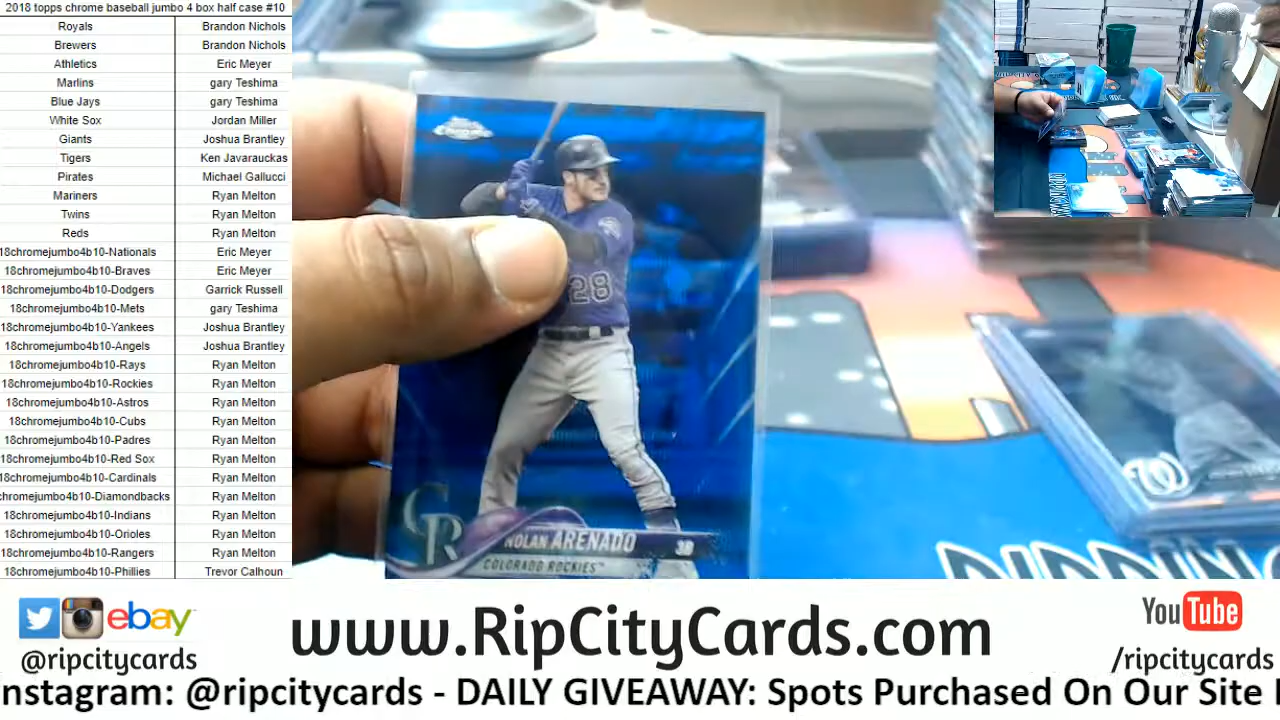 2018 topps chrome baseball jumbo 4 box half case #10
Royals Brandon Nichols
Brewers Brandon Nichols
Athletics Eric Meyer
Marlins gary Teshima
Blue Jays gary Teshima
White Sox Jordan Miller
Giants Joshua Brantley
Tigers Ken Javarauckas
Pirates Michael Gallucci
Mariners Ryan Melton
Twins Ryan Melton
Reds Ryan Melton
18chromejumbo4b10-Nationals Eric Meyer
18chromejumbo4b10-Braves Eric Meyer
18chromejumbo4b10-Dodgers Garrick Russell
18chromejumbo4b10-Mets gary Teshima
18chromejumbo4b10-Yankees Joshua Brantley
18chromejumbo4b10-Angels Joshua Brantley
18chromejumbo4b10-Rays Ryan Melton
18chromejumbo4b10-Rockies Ryan Melton
18chromejumbo4b10-Astros Ryan Melton
18chromejumbo4b10-Cubs Ryan Melton
18chromejumbo4b10-Padres Ryan Melton
18chromejumbo4b10-Red Sox Ryan Melton
18chromejumbo4b10-Cardinals Ryan Melton
chromejumbo4b10-Diamondbacks Ryan Melton
18chromejumbo4b10-Indians Ryan Melton
18chromejumbo4b10-Orioles Ryan Melton
18chromejumbo4b10-Rangers Ryan Melton
18chromejumbo4b10-Phillies Trevor Calhoun
28
CR
NOLAN ARENADO 3B
COLORADO ROCKIES
W
ebay
@ripcitycards
www.RipCityCards.com
YouTube
/ripcitycards
nstagram: @ripcitycards - DAILY GIVEAWAY: Spots Purchased On Our Site